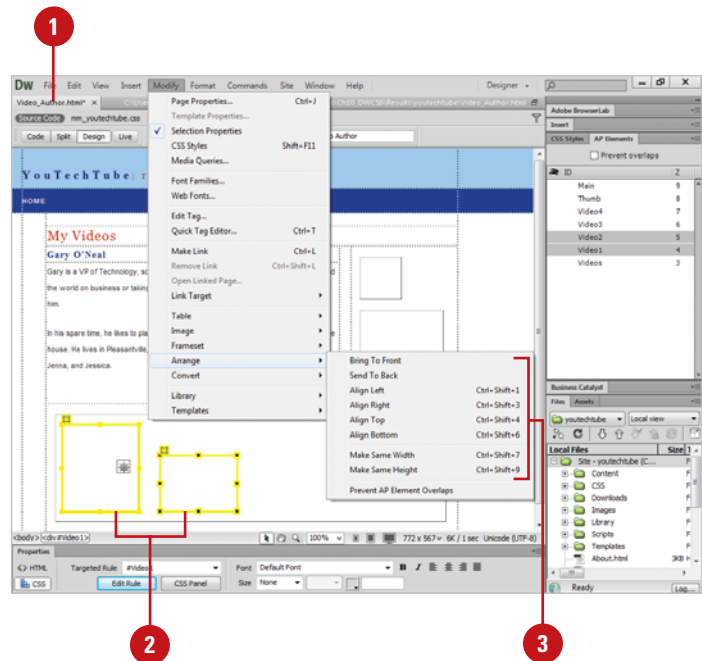 1
DW File Edit View Insert Modify Format Commands Site Window Help Designer
Video_Author.html* × Ch10_DWCS6\Results\youtechtube\Video_Author.html
Source Code mm_youtechtube.css
Code Split Design Live Author
Page Properties... Ctrl+J
Template Properties...
Selection Properties
CSS Styles Shift+F11
Media Queries...
Font Families...
Web Fonts...
Edit Tag...
Quick Tag Editor... Ctrl+T
Make Link Ctrl+L
Remove Link Ctrl+Shift+L
Open Linked Page...
Link Target
Table
Image
Frameset
Arrange
Convert
Library
Templates
Bring To Front
Send To Back
Align Left Ctrl+Shift+1
Align Right Ctrl+Shift+3
Align Top Ctrl+Shift+4
Align Bottom Ctrl+Shift+6
Make Same Width Ctrl+Shift+7
Make Same Height Ctrl+Shift+9
Prevent AP Element Overlaps
YouTechTube| T
HOME
My Videos
Gary O'Neal
Gary is a VP of Technology, sc
the world on business or taking
him.
In his spare time, he likes to pla
house. He lives in Pleasantville,
Jenna, and Jessica.
<body> <div#Video1> 100% 772 x 567 6K / 1 sec Unicode (UTF-8)
Properties
<> HTML Targeted Rule #Video1 Font Default Font B I
CSS Edit Rule CSS Panel Size None
Adobe BrowserLab
Insert
CSS Styles AP Elements
Prevent overlaps
ID Z
Main 9
Thumb 8
Video4 7
Video3 6
Video2 5
Video1 4
Videos 3
Business Catalyst
Files Assets
youtechtube Local view
Local Files Size
Site - youtechtube (C...
Content
CSS
Downloads
Images
Library
Scripts
Templates
About.html 3KB
Ready Log...
2
3